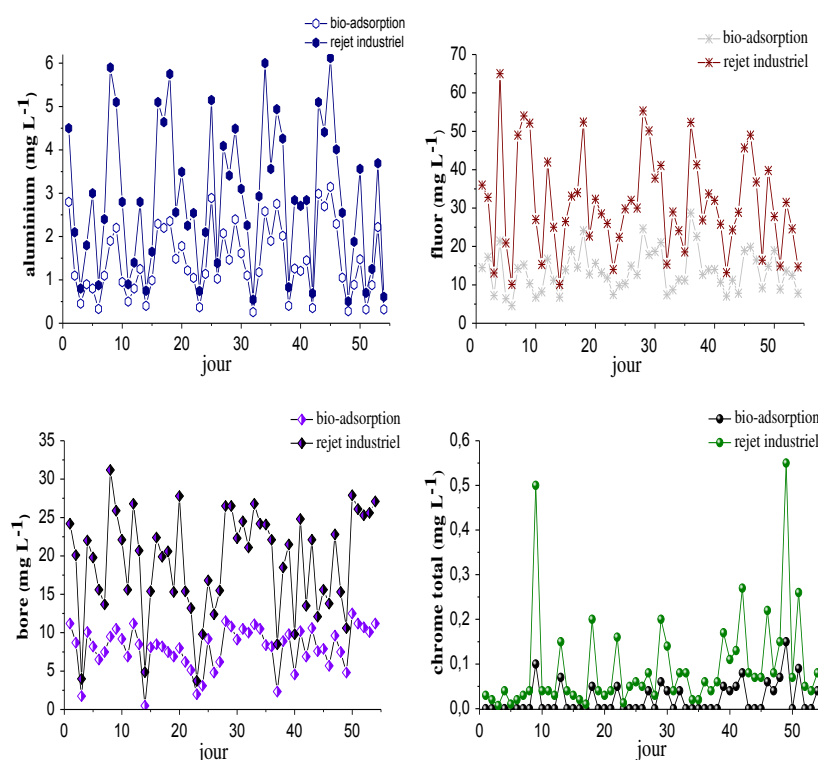 bio-adsorption
rejet industriel
aluminium (mg L⁻¹)
6
5
4
3
2
1
0
0 10 20 30 40 50
jour
bio-adsorption
rejet industriel
fluor (mg L⁻¹)
70
60
50
40
30
20
10
0
0 10 20 30 40 50
jour
bio-adsorption
rejet industriel
bore (mg L⁻¹)
35
30
25
20
15
10
5
0
0 10 20 30 40 50
jour
bio-adsorption
rejet industriel
chrome total (mg L⁻¹)
0,6
0,5
0,4
0,3
0,2
0,1
0,0
0 10 20 30 40 50
jour